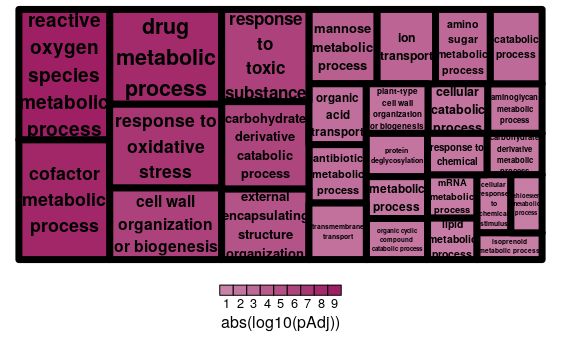 reactive
oxygen
species
metabolic
process
cofactor
metabolic
process
drug
metabolic
process
response to
oxidative
stress
cell wall
organization
or biogenesis
response
to
toxic
substance
carbohydrate
derivative
catabolic
process
external
encapsulating
structure
organization
mannose
metabolic
process
ion
transport
amino
sugar
metabolic
process
catabolic
process
organic
acid
transport
antibiotic
metabolic
process
transmembrane
transport
plant-type
cell wall
organization
or biogenesis
protein
deglycosylation
metabolic
process
organic cyclic
compound
catabolic process
cellular
catabolic
process
aminoglycan
metabolic
process
response to
chemical
carbohydrate
derivative
metabolic
process
mRNA
metabolic
process
lipid
metabolic
process
cellular
response
to
chemical
stimulus
metabolic
process
isoprenoid
metabolic process
1 2 3 4 5 6 7 8 9
abs(log10(pAdj))